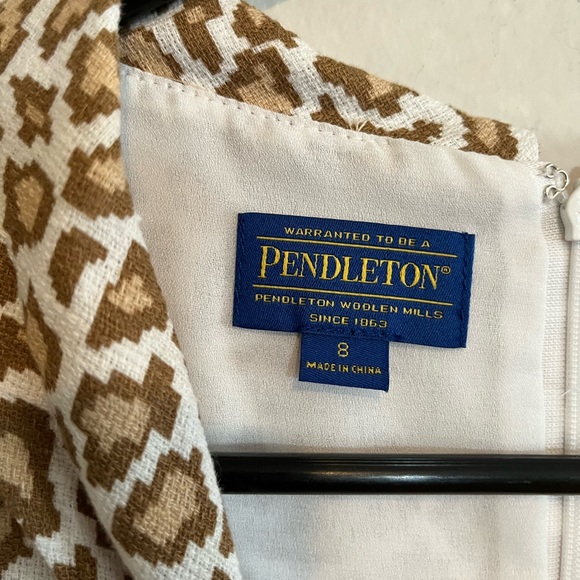 WARRANTED TO BE A
PENDLETON®
PENDLETON WOOLEN MILLS
SINCE 1863
8
MADE IN CHINA